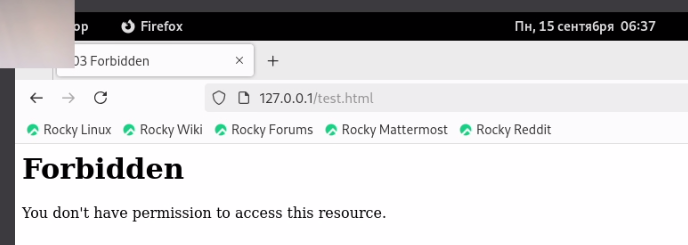 Firefox
Пн, 15 сентября 06:37
03 Forbidden
127.0.0.1/test.html
Rocky Linux Rocky Wiki Rocky Forums Rocky Mattermost Rocky Reddit
Forbidden
You don't have permission to access this resource.